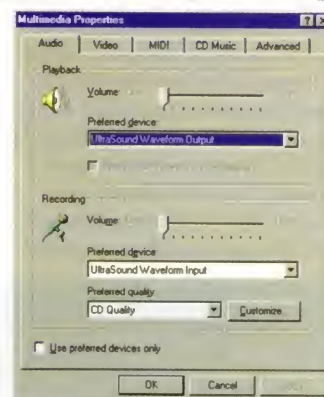 Multimedia Properties
Audio Video MIDI CD Music Advanced
Playback
Volume:
Preferred device:
UltraSound Waveform Output
Recording
Volume:
Preferred device:
UltraSound Waveform Input
Preferred quality:
CD Quality Customize...
Use preferred devices only
OK Cancel